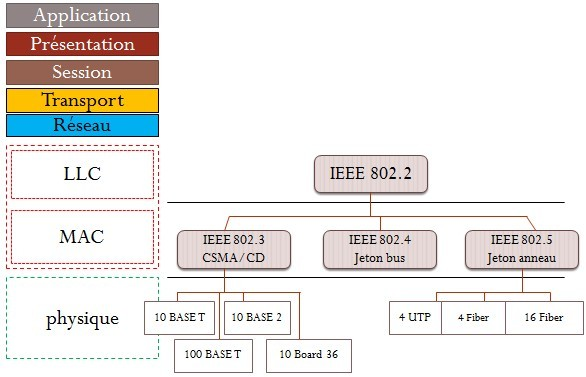 Application
Présentation
Session
Transport
Réseau
LLC
IEEE 802.2
MAC
IEEE 802.3
CSMA/CD
IEEE 802.4
Jeton bus
IEEE 802.5
Jeton anneau
physique
10 BASE T
10 BASE 2
4 UTP
4 Fiber
16 Fiber
100 BASE T
10 Board 36